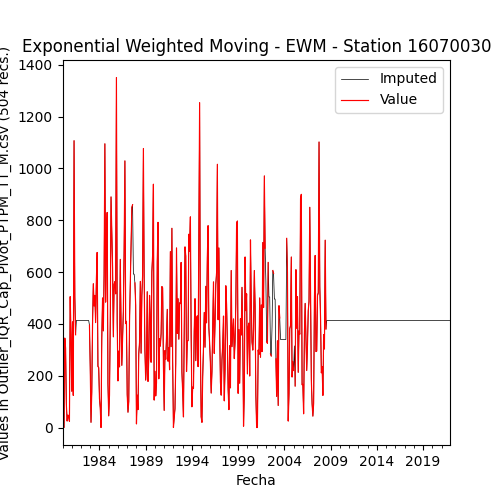 Exponential Weighted Moving - EWM - Station 16070030
Values in Outlier_IQR_Cap_Pivot_PTPM_TT_M.csv (504 recs.)
1400
1200
1000
800
600
400
200
0
Imputed
Value
1984 1989 1994 1999 2004 2009 2014 2019
Fecha